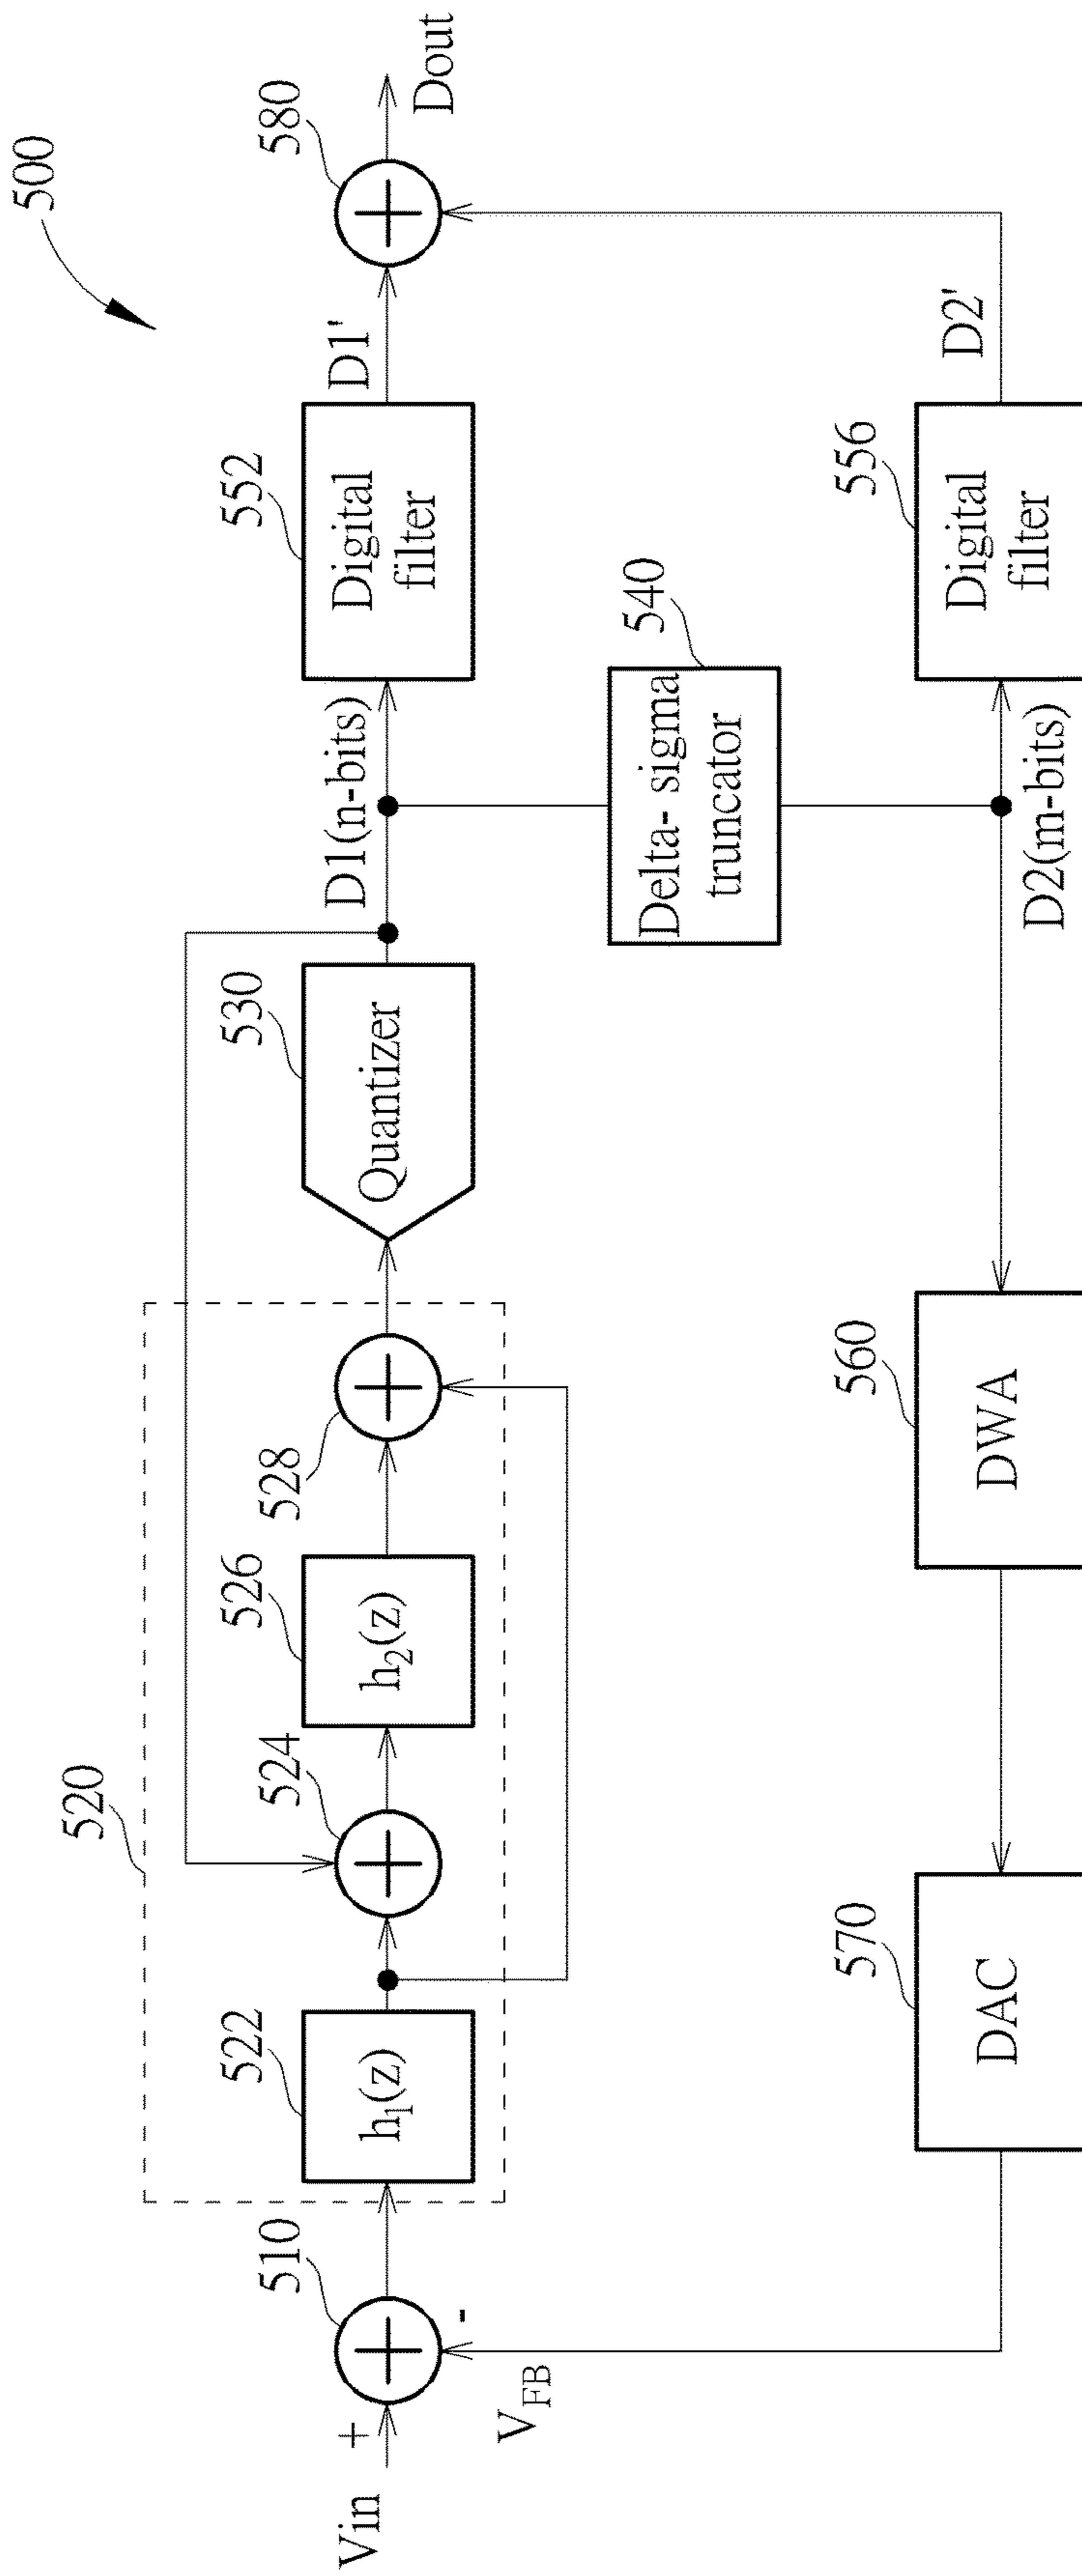 500
520
510
522
524
526
528
530
552
580
Vin
+
-
V_FB
h₁(z)
h₂(z)
Quantizer
D1(n-bits)
Digital
filter
D1'
Dout
540
Delta- sigma
truncator
570
DAC
560
DWA
D2(m-bits)
556
Digital
filter
D2'